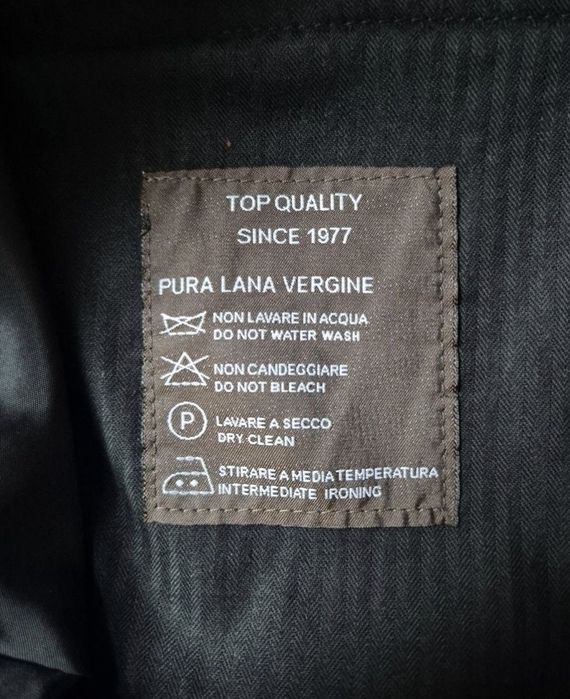 TOP QUALITY
SINCE 1977
PURA LANA VERGINE
NON LAVARE IN ACQUA
DO NOT WATER WASH
NON CANDEGGIARE
DO NOT BLEACH
P
LAVARE A SECCO
DRY CLEAN
STIRARE A MEDIA TEMPERATURA
INTERMEDIATE IRONING